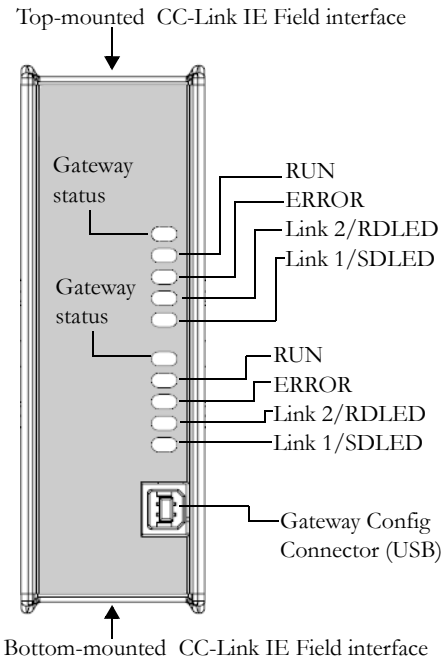 Top-mounted CC-Link IE Field interface
Gateway
status
RUN
ERROR
Link 2/RDLED
Link 1/SDLED
Gateway
status
RUN
ERROR
Link 2/RDLED
Link 1/SDLED
Gateway Config
Connector (USB)
Bottom-mounted CC-Link IE Field interface